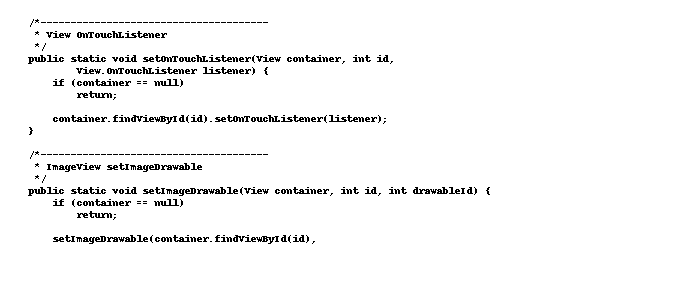 /*--------------------------------------
 * View OnTouchListener
 */
public static void setOnTouchListener(View container, int id,
        View.OnTouchListener listener) {
    if (container == null)
        return;

    container.findViewById(id).setOnTouchListener(listener);
}

/*--------------------------------------
 * ImageView setImageDrawable
 */
public static void setImageDrawable(View container, int id, int drawableId) {
    if (container == null)
        return;

    setImageDrawable(container.findViewById(id),